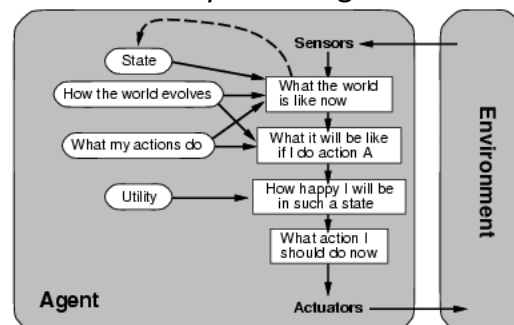 Sensors
State
What the world
is like now
How the world evolves
What it will be like
if I do action A
What my actions do
How happy I will be
in such a state
Utility
What action I
should do now
Agent
Actuators
Environment